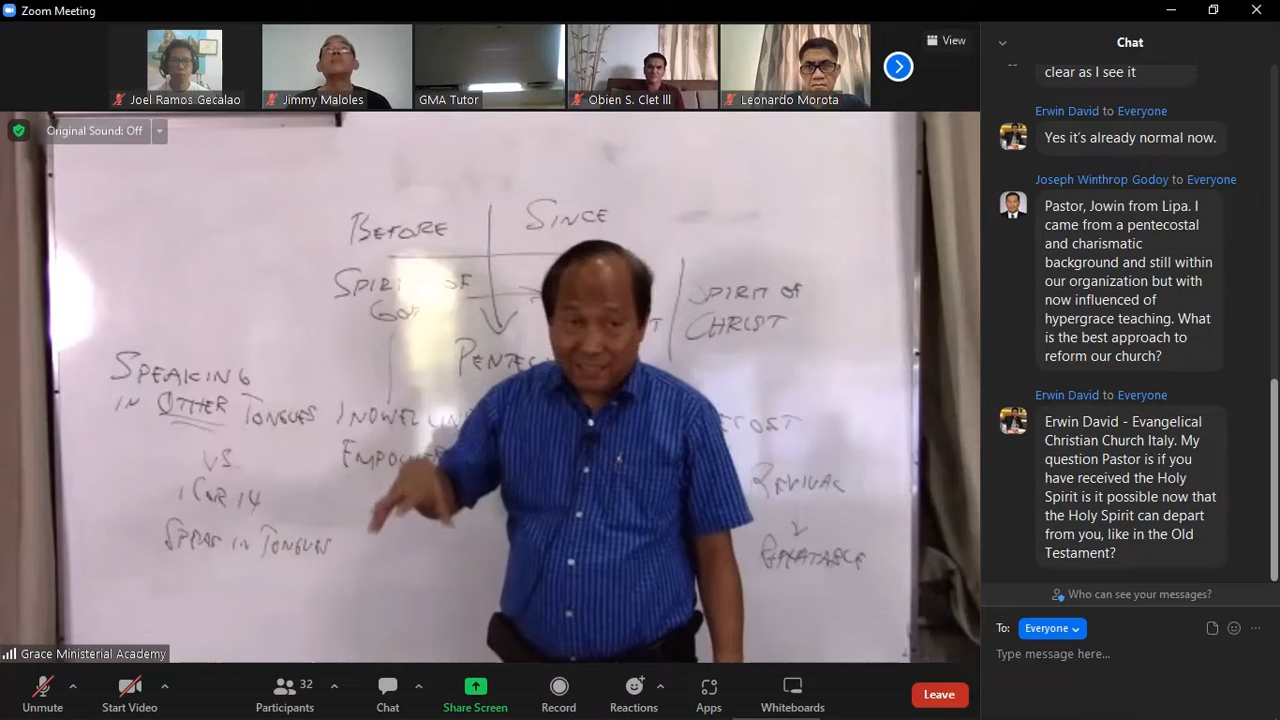 Zoom Meeting
Joel Ramos Gecalao
Jimmy Maloles
GMA Tutor
Obien S. Clet lll
Leonardo Morota
View
Original Sound: Off
BEFORE
SINCE
SPIRIT OF
GOD
SPIRIT OF
CHRIST
SPEAKING
IN OTHER TONGUES
VS
1 COR 14
SPEAK IN TONGUES
REVIVAL
Grace Ministerial Academy
Chat
clear as I see it
Erwin David to Everyone
Yes it's already normal now.
Joseph Winthrop Godoy to Everyone
Pastor, Jowin from Lipa. I
came from a pentecostal
and charismatic
background and still within
our organization but with
now influenced of
hypergrace teaching. What
is the best approach to
reform our church?
Erwin David to Everyone
Erwin David - Evangelical
Christian Church Italy. My
question Pastor is if you
have received the Holy
Spirit is it possible now that
the Holy Spirit can depart
from you, like in the Old
Testament?
Who can see your messages?
To: Everyone
Type message here...
Unmute
Start Video
Participants 32
Chat
Share Screen
Record
Reactions
Apps
Whiteboards
Leave